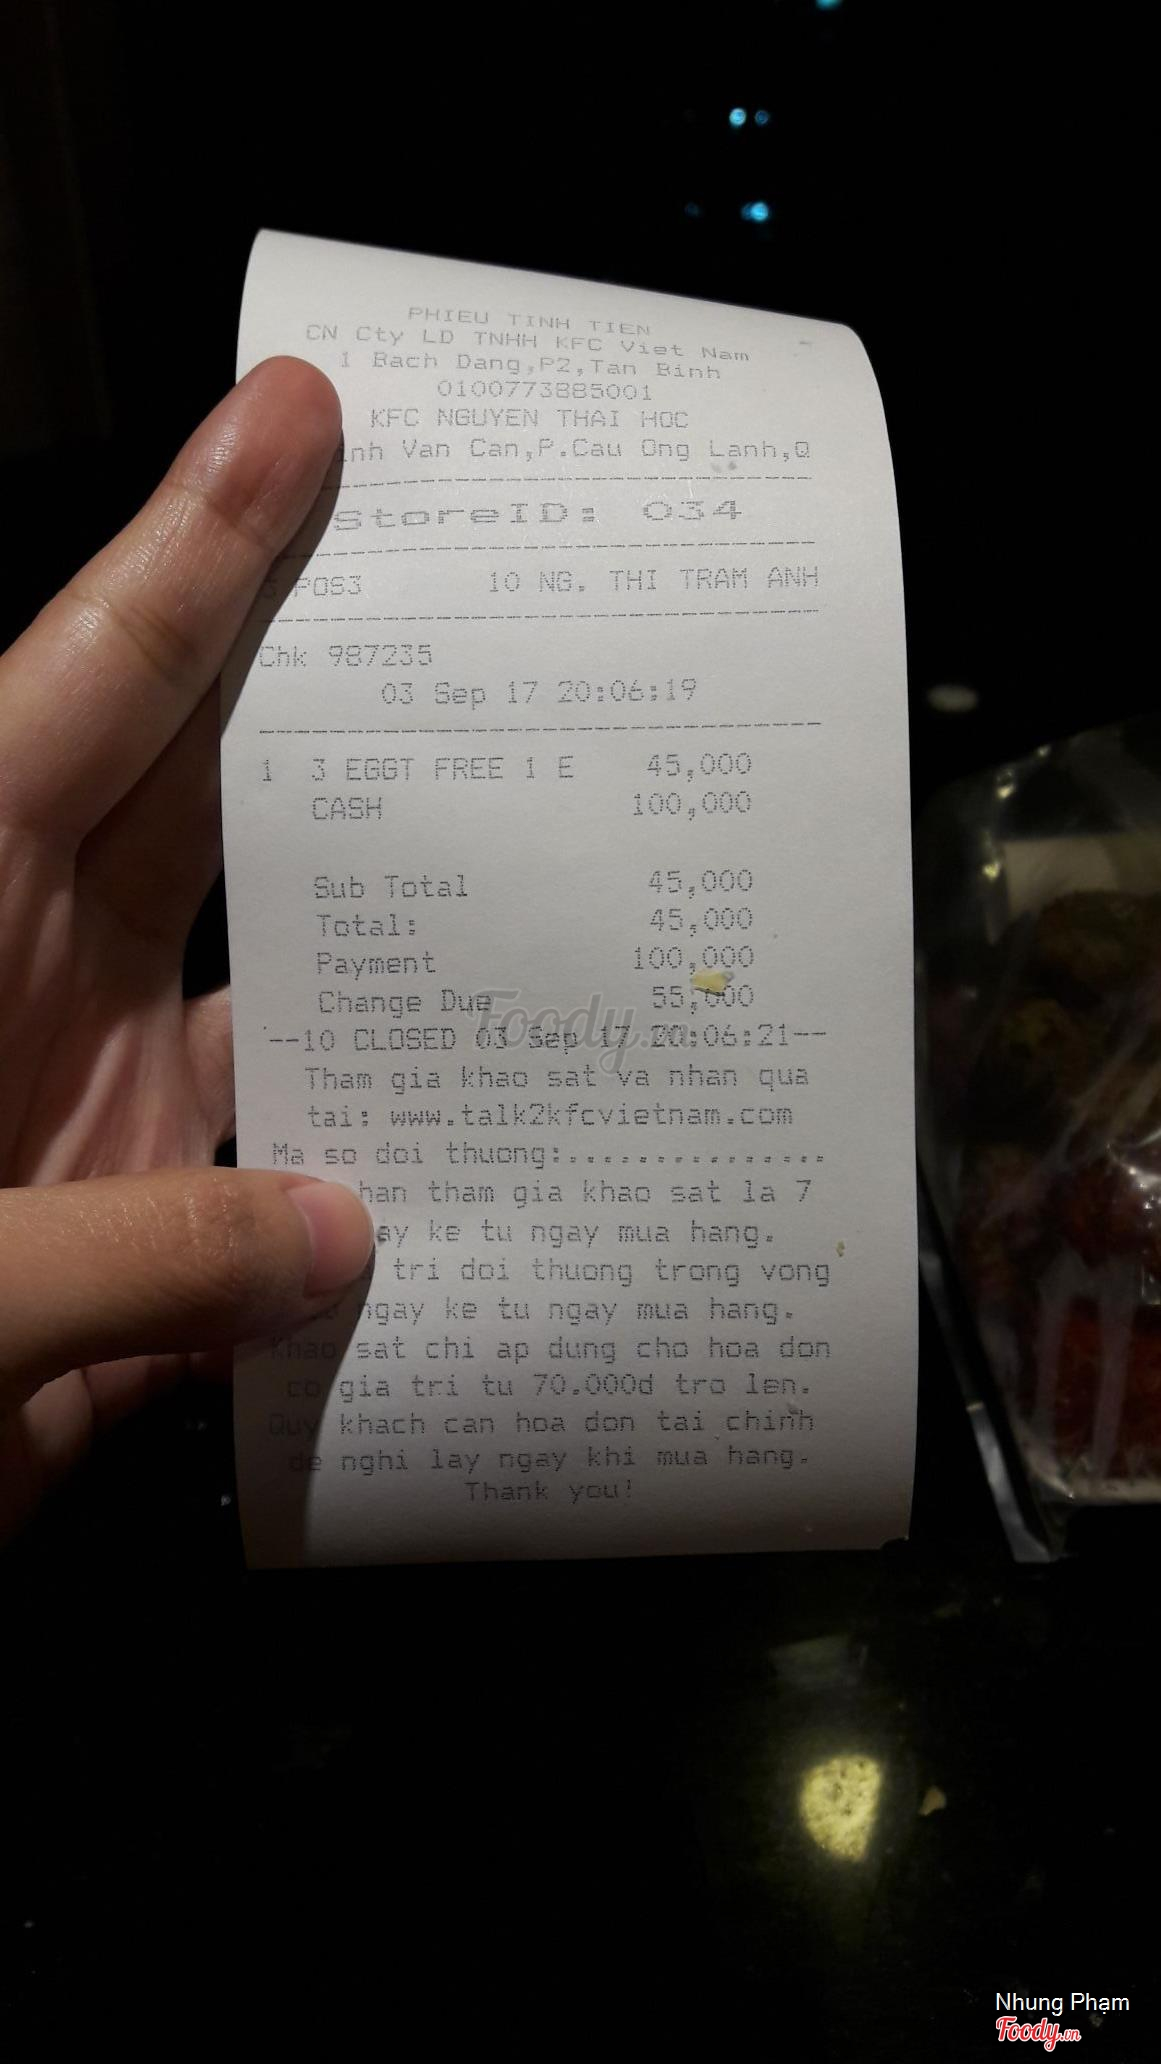 PHIEU TINH TIEN
CN Cty LD TNHH KFC Viet Nam
1 Bach Dang,P2,Tan Binh
0100773885001
KFC NGUYEN THAI HOC
Van Can,P.Cau Ong Lanh,Q
StoreID: 034
POS3 10 NG. THI TRAM ANH
Chk 987235
03 Sep 17 20:06:19
1 3 EGGT FREE 1 E 45,000
CASH 100,000
Sub Total 45,000
Total: 45,000
Payment 100,000
Change Due 55,000
--10 CLOSED 03 Sep 17 20:06:21--
Foody.vn
Tham gia khao sat va nhan qua
tai: www.talk2kfcvietnam.com
Ma so doi thuong:...............
han tham gia khao sat la 7
ay ke tu ngay mua hang.
tri doi thuong trong vong
ngay ke tu ngay mua hang.
Khao sat chi ap dung cho hoa don
co gia tri tu 70.000d tro len.
Quy khach can hoa don tai chinh
de nghi lay ngay khi mua hang.
Thank you!
Nhung Phạm
Foody.vn